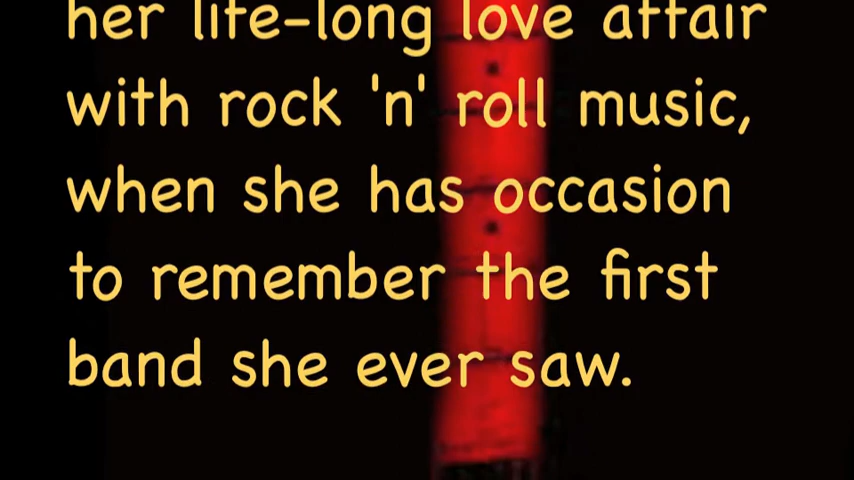 her life-long love affair
with rock 'n' roll music,
when she has occasion
to remember the first
band she ever saw.